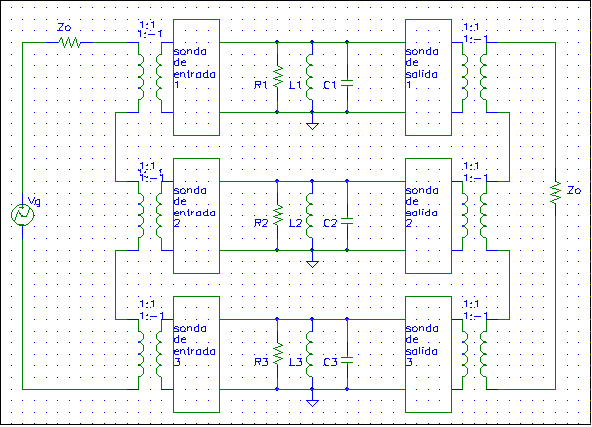 Zo
1:1
1:-1
sonda
de
entrada
1
R1
L1
C1
sonda
de
salida
1
1:1
1:-1
Vg
1:1
1:-1
sonda
de
entrada
2
R2
L2
C2
sonda
de
salida
2
1:1
1:-1
Zo
1:1
1:-1
sonda
de
entrada
3
R3
L3
C3
sonda
de
salida
3
1:1
1:-1